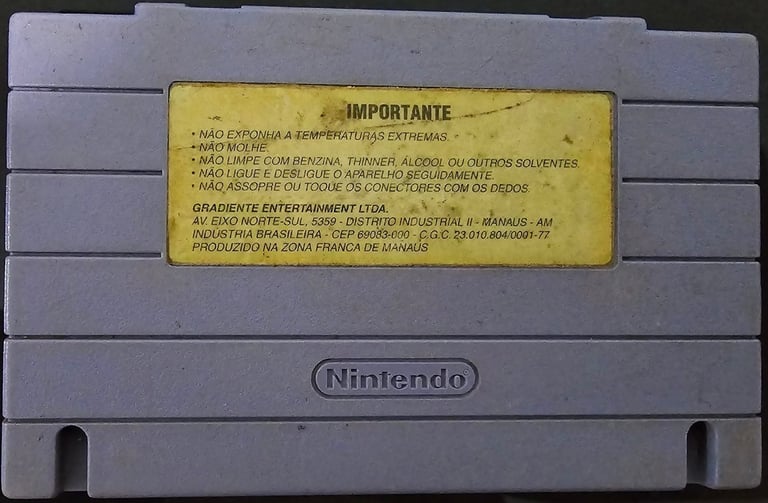 IMPORTANTE
• NÃO EXPONHA A TEMPERATURAS EXTREMAS.
• NÃO MOLHE.
• NÃO LIMPE COM BENZINA, THINNER, ÁLCOOL OU OUTROS SOLVENTES.
• NÃO LIGUE E DESLIGUE O APARELHO SEGUIDAMENTE.
• NÃO ASSOPRE OU TOQUE OS CONECTORES COM OS DEDOS.
GRADIENTE ENTERTAINMENT LTDA.
AV. EIXO NORTE-SUL, 5359 - DISTRITO INDUSTRIAL II - MANAUS - AM
INDÚSTRIA BRASILEIRA - CEP 69083-000 - C.G.C. 23.010.804/0001-77
PRODUZIDO NA ZONA FRANCA DE MANAUS
Nintendo®